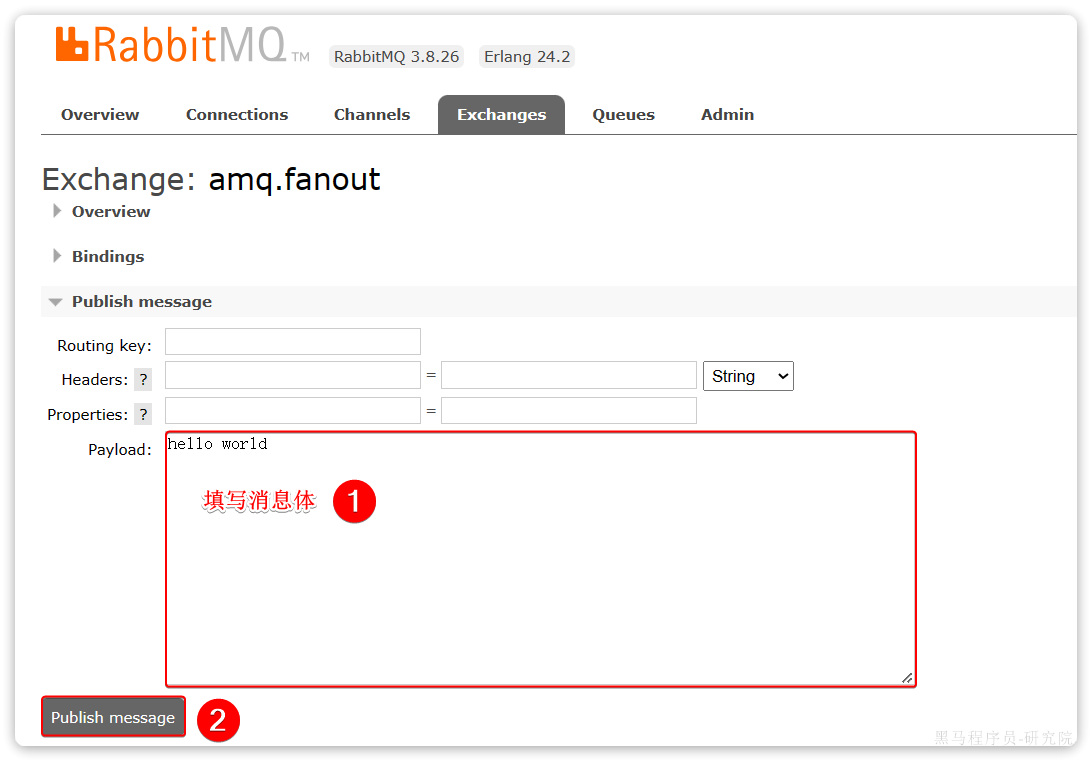 RabbitMQ TM RabbitMQ 3.8.26 Erlang 24.2
Overview Connections Channels Exchanges Queues Admin
Exchange: amq.fanout
Overview
Bindings
Publish message
Routing key:
Headers: ? = String
Properties: ? =
Payload: hello world
填写消息体 1
Publish message 2
黑马程序员-研究院